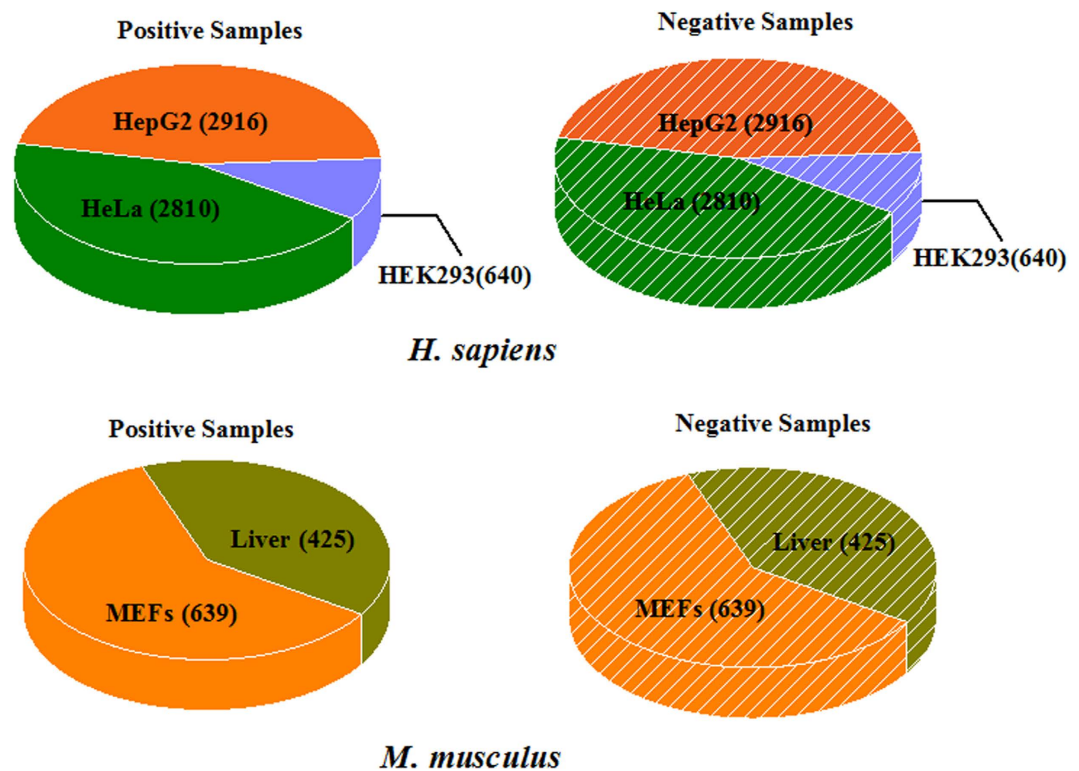 Positive Samples
Negative Samples
HepG2 (2916)
HepG2 (2916)
HeLa (2810)
HeLa (2810)
HEK293(640)
HEK293(640)
H. sapiens
Positive Samples
Negative Samples
Liver (425)
Liver (425)
MEFs (639)
MEFs (639)
M. musculus